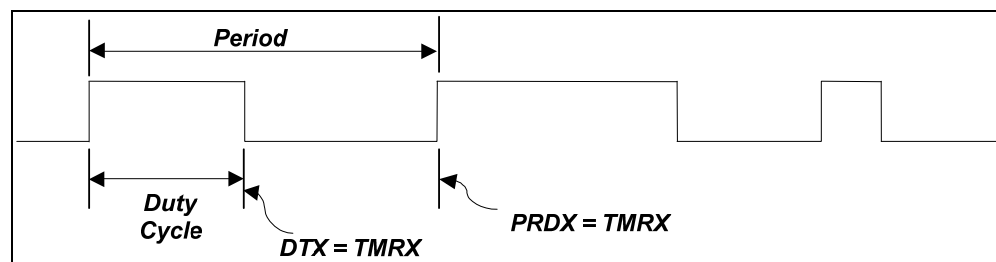 Period
Duty
Cycle
DTX = TMRX
PRDX = TMRX